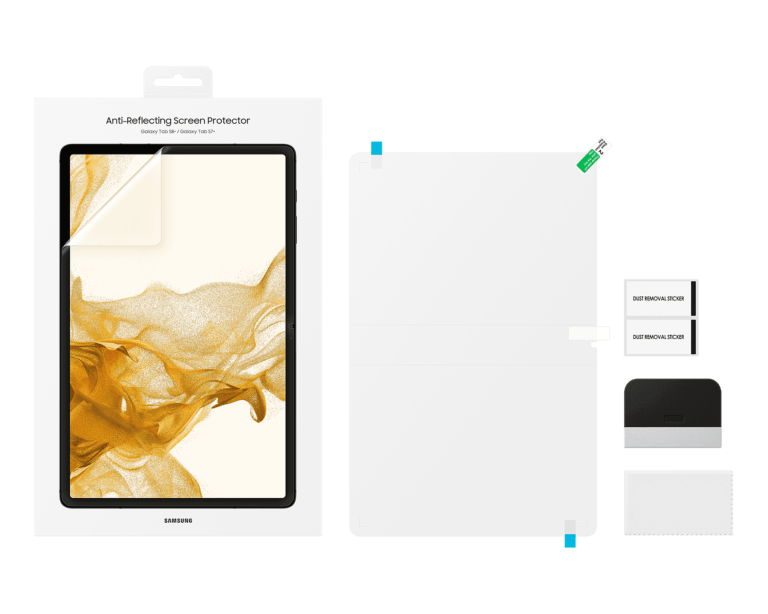 Anti-Reflecting Screen Protector
Galaxy Tab S8+ / Galaxy Tab S7+
SAMSUNG
DUST REMOVAL STICKER
DUST REMOVAL STICKER